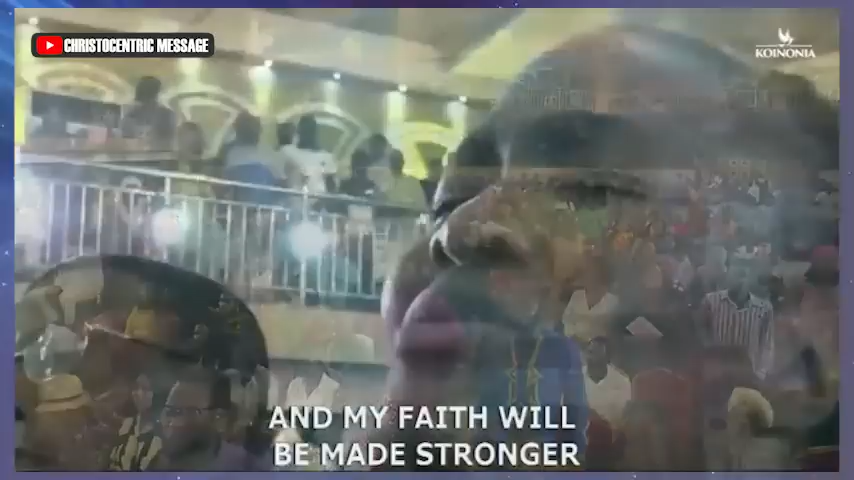 CHRISTOCENTRIC MESSAGE
KOINONIA
AND MY FAITH WILL
BE MADE STRONGER